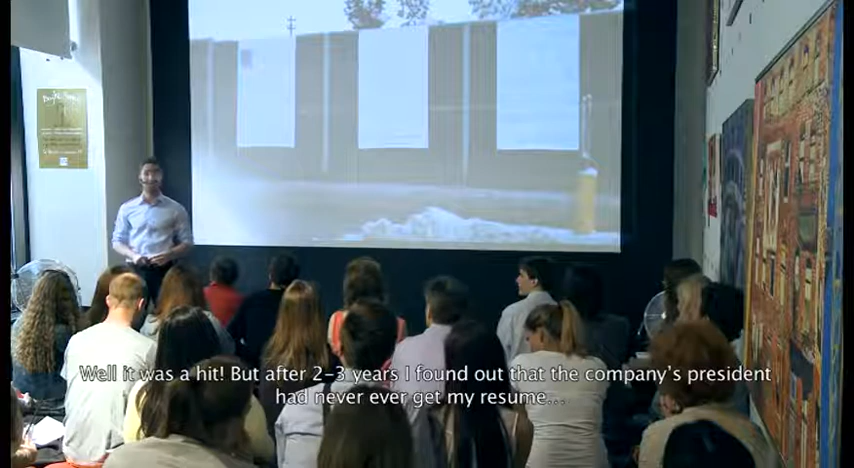 Well it was a hit! But after 2-3 years I found out that the company's president
had never ever get my resume...